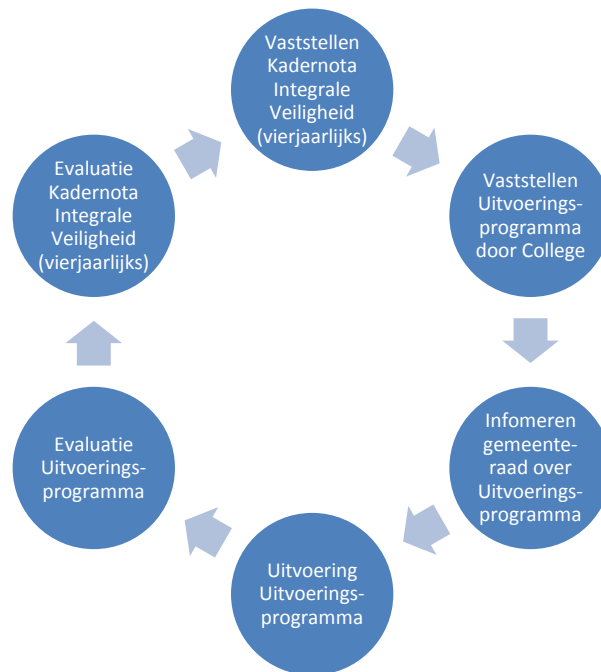 Vaststellen
Kadernota
Integrale
Veiligheid
(vierjaarlijks)
Vaststellen
Uitvoerings-
programma
door College
Infomeren
gemeente-
raad over
Uitvoerings-
programma
Uitvoering
Uitvoerings-
programma
Evaluatie
Uitvoerings-
programma
Evaluatie
Kadernota
Integrale
Veiligheid
(vierjaarlijks)